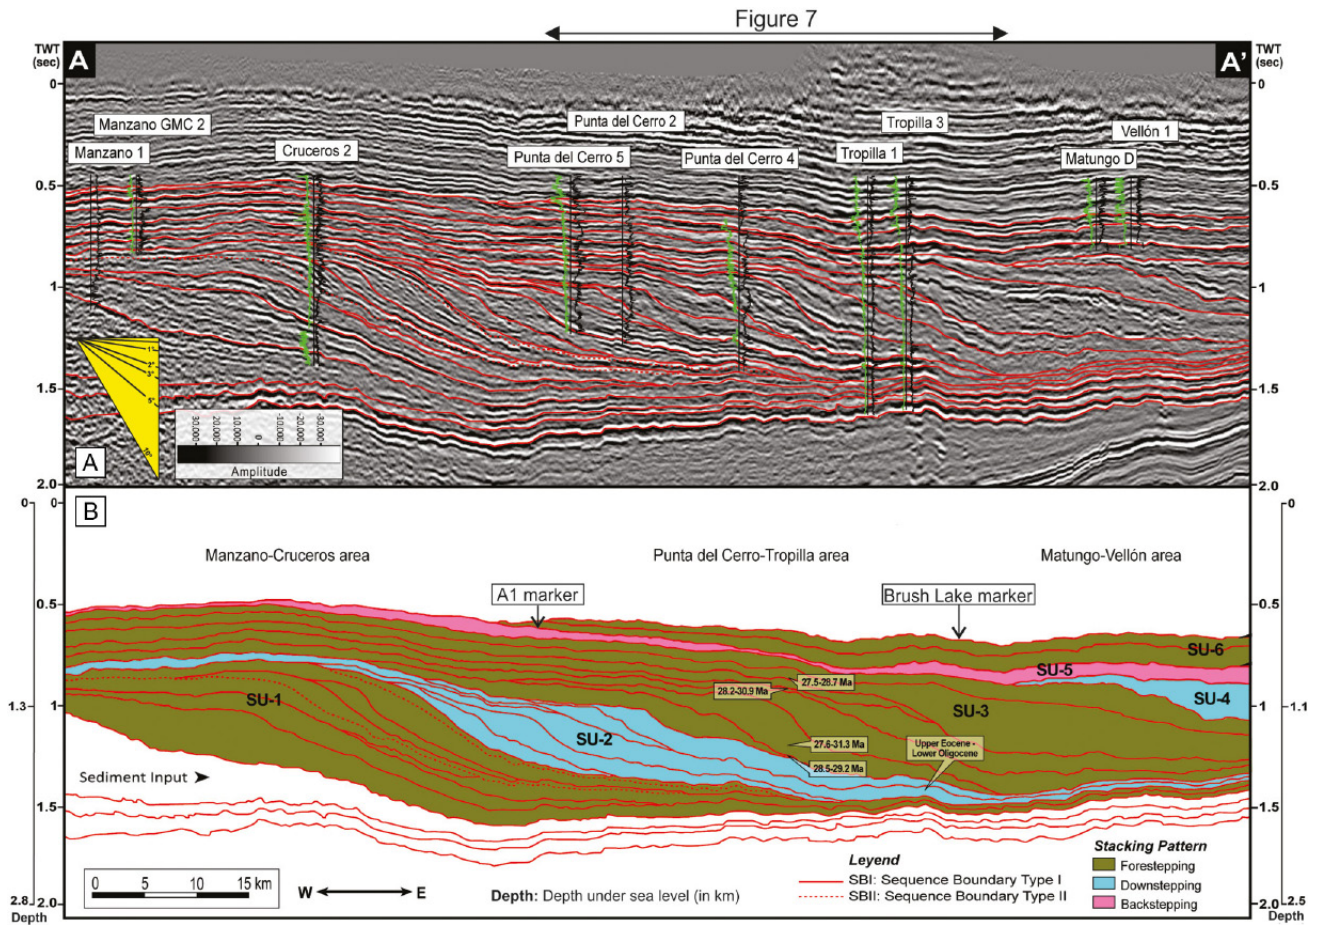 Figure 7
TWT
(sec)
A
A'
TWT
(sec)
0
0
Manzano GMC 2
Punta del Cerro 2
Tropilla 3
Vellón 1
Manzano 1
Cruceros 2
Punta del Cerro 5
Punta del Cerro 4
Tropilla 1
Matungo D
0.5
0.5
1
1
1°
2°
3°
5°
1.5
1.5
30,000
20,000
10,000
0
-10,000
-20,000
-30,000
Amplitude
A
2.0
2.0
B
0
0
0
0
Manzano-Cruceros area
Punta del Cerro-Tropilla area
Matungo-Vellón area
A1 marker
Brush Lake marker
0.5
0.5
SU-6
SU-5
27.5-28.7 Ma
28.2-30.9 Ma
SU-1
SU-4
SU-3
1.3
1
1
1.1
SU-2
27.6-31.3 Ma
Upper Eocene -
Lower Oligocene
28.5-29.2 Ma
Sediment Input
1.5
1.5
Leyend
Stacking Pattern
0 5 10 15 km
W E
Depth: Depth under sea level (in km)
SBI: Sequence Boundary Type I
SBII: Sequence Boundary Type II
Forestepping
Downstepping
Backstepping
2.8
2.0
2.0
2.5
Depth
Depth